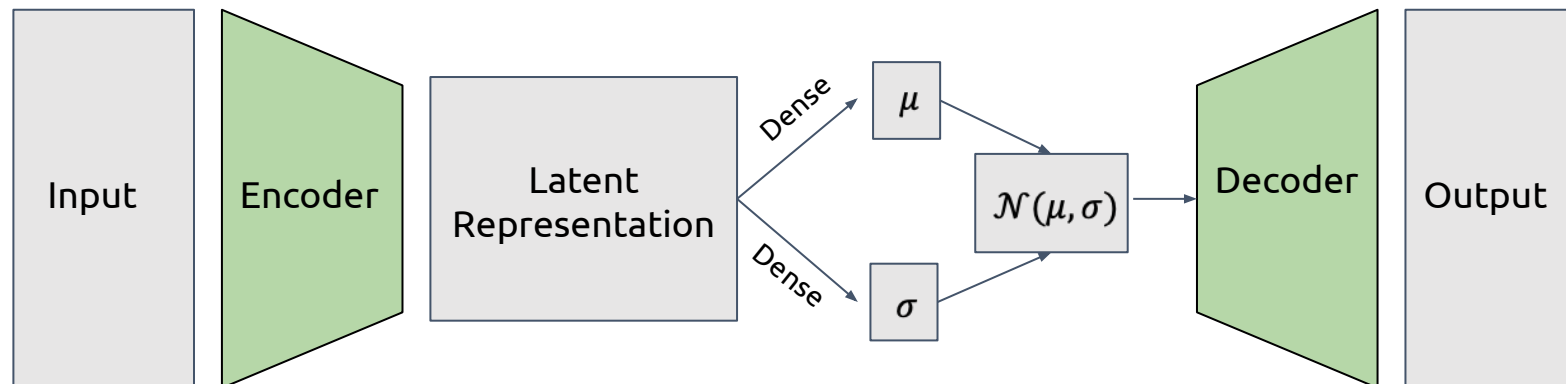 Input
Encoder
Latent
Representation
Dense
Dense
μ
σ
𝒩(μ, σ)
Decoder
Output